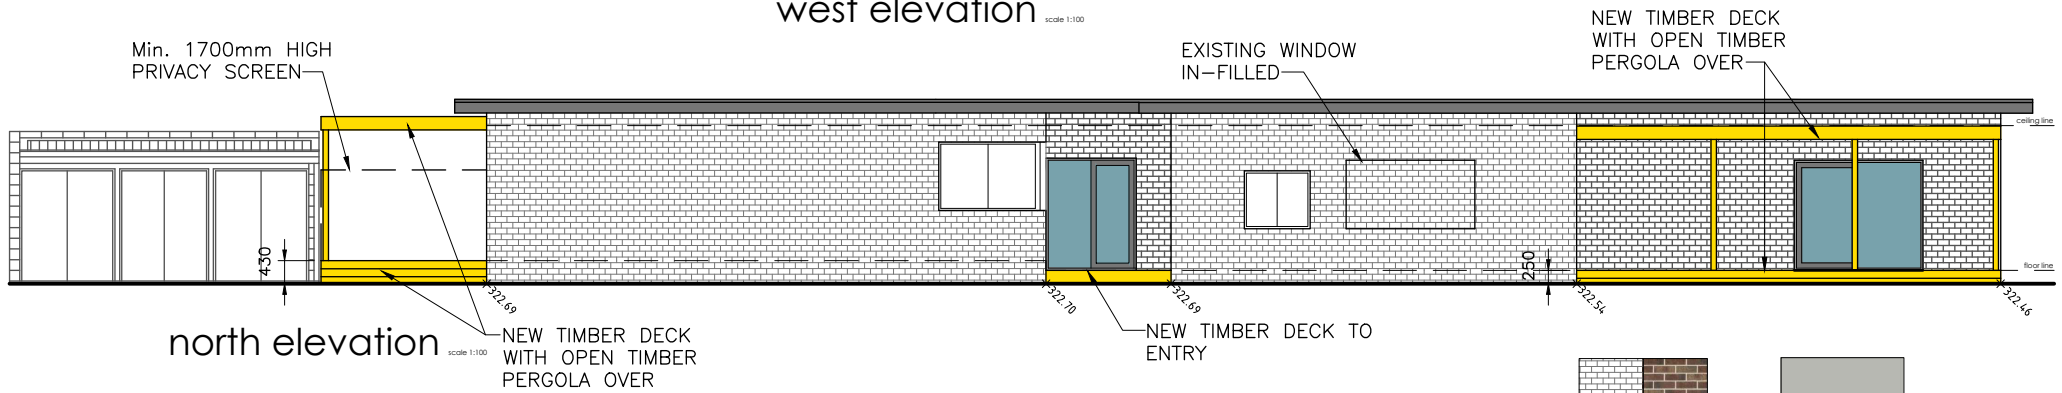 west elevation scale 1:100
NEW TIMBER DECK
WITH OPEN TIMBER
PERGOLA OVER
Min. 1700mm HIGH
PRIVACY SCREEN
EXISTING WINDOW
IN-FILLED
ceiling line
430
250
floor line
322.69
322.70
322.69
322.54
322.46
north elevation scale 1:100
NEW TIMBER DECK
WITH OPEN TIMBER
PERGOLA OVER
NEW TIMBER DECK TO
ENTRY